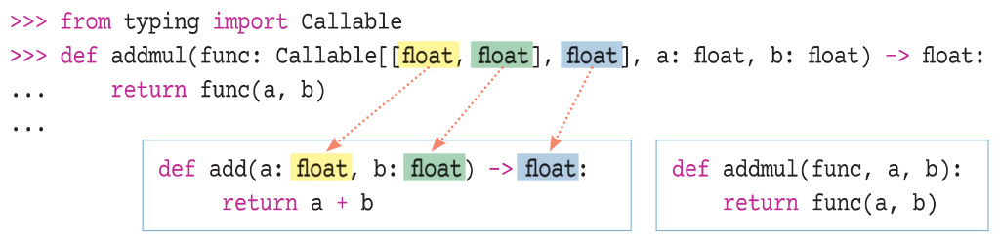 >>> from typing import Callable
>>> def addmul(func: Callable[[float, float], float], a: float, b: float) -> float:
...     return func(a, b)
...
def add(a: float, b: float) -> float:
    return a + b
def addmul(func, a, b):
    return func(a, b)